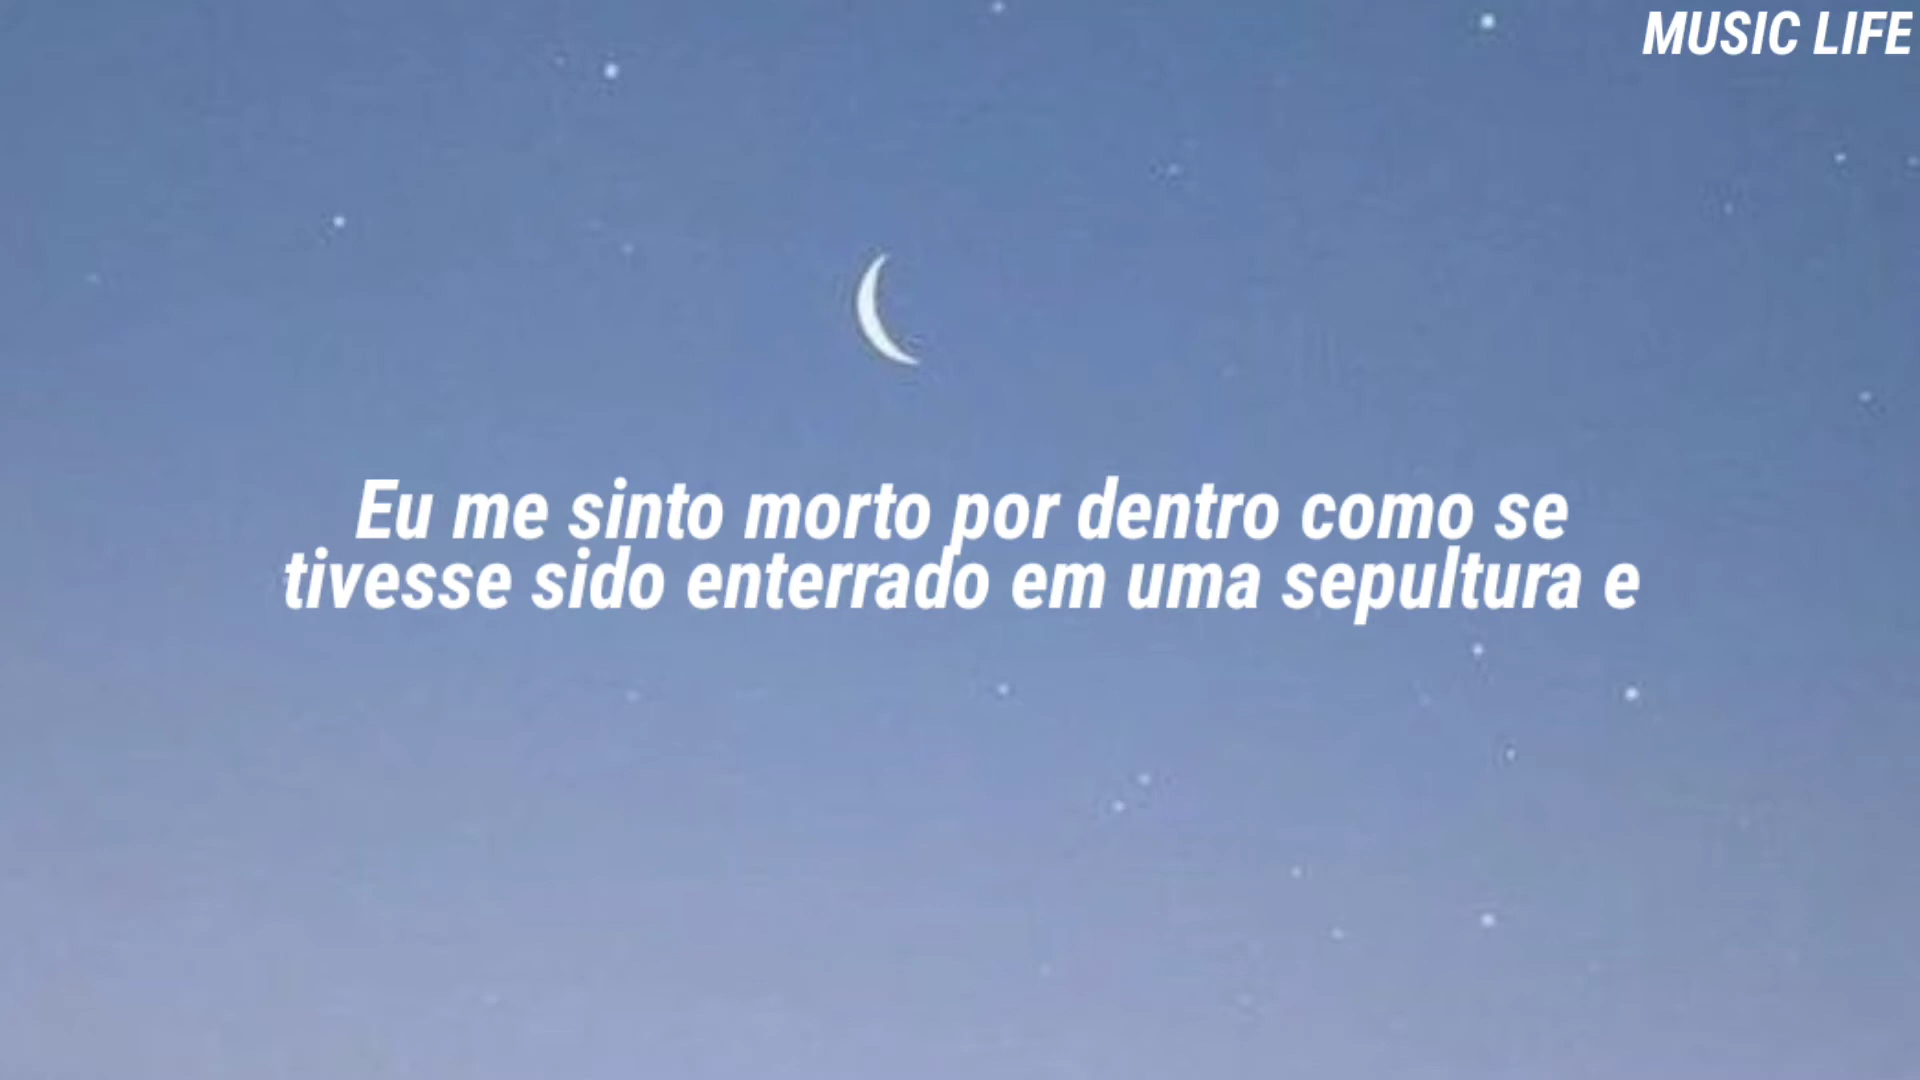 MUSIC LIFE
Eu me sinto morto por dentro como se
tivesse sido enterrado em uma sepultura e